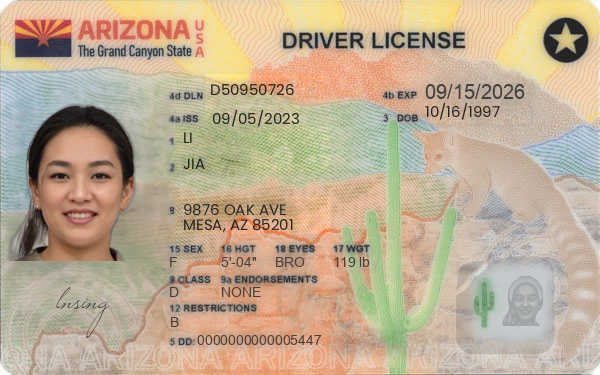 ARIZONA USA
The Grand Canyon State
DRIVER LICENSE
4d DLN D50950726
4b EXP 09/15/2026
4a ISS 09/05/2023
3 DOB 10/16/1997
1 LI
2 JIA
8 9876 OAK AVE
MESA, AZ 85201
15 SEX F
16 HGT 5'-04"
18 EYES BRO
17 WGT 119 lb
9 CLASS D
9a ENDORSEMENTS NONE
12 RESTRICTIONS
B
5 DD: 0000000000005447
lnsing
ARIZONA ARIZONA ARIZONA ARIZONA